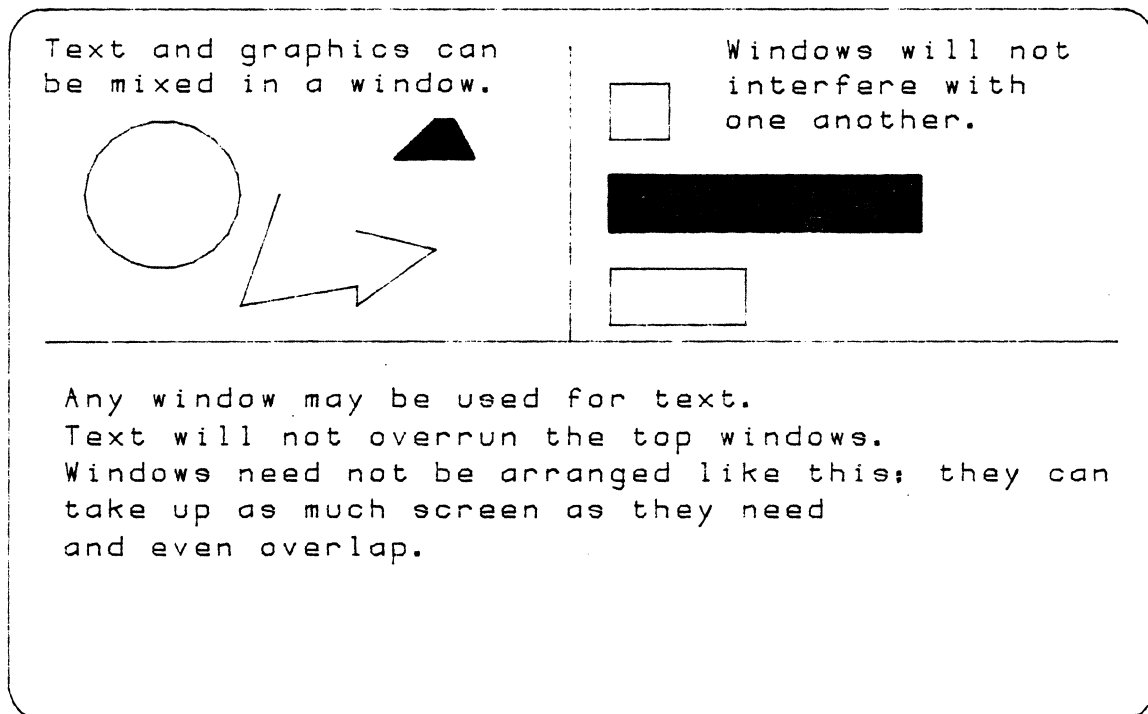 Text and graphics can
be mixed in a window.
Windows will not
interfere with
one another.
Any window may be used for text.
Text will not overrun the top windows.
Windows need not be arranged like this; they can
take up as much screen as they need
and even overlap.